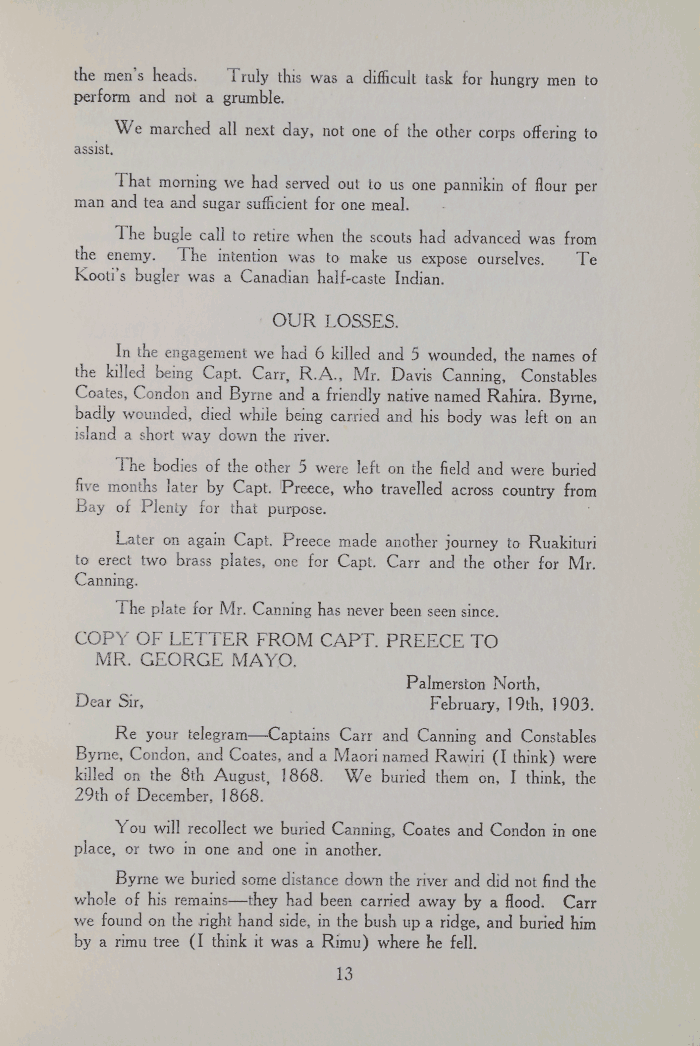 the men's heads. Truly this was a difficult task for hungry men to
perform and not a grumble.
We marched all next day, not one of the other corps offering to
assist.
That morning we had served out to us one pannikin of flour per
man and tea and sugar sufficient for one meal.
The bugle call to retire when the scouts had advanced was from
the enemy. The intention was to make us expose ourselves. Te
Kooti's bugler was a Canadian half-caste Indian.
OUR LOSSES.
In the engagement we had 6 killed and 5 wounded, the names of
the killed being Capt. Carr, R.A., Mr. Davis Canning, Constables
Coates, Condon and Byrne and a friendly native named Rahira. Byrne,
badly wounded, died while being carried and his body was left on an
island a short way down the river.
The bodies of the other 5 were left on the field and were buried
five months later by Capt. Preece, who travelled across country from
Bay of Plenty for that purpose.
Later on again Capt. Preece made another journey to Ruakituri
to erect two brass plates, one for Capt. Carr and the other for Mr.
Canning.
The plate for Mr. Canning has never been seen since.
COPY OF LETTER FROM CAPT. PREECE TO
MR. GEORGE MAYO.
Palmerston North,
Dear Sir, February, 19th, 1903.
Re your telegram—Captains Carr and Canning and Constables
Byrne, Condon, and Coates, and a Maori named Rawiri (I think) were
killed on the 8th August, 1868. We buried them on, I think, the
29th of December, 1868.
You will recollect we buried Canning, Coates and Condon in one
place, or two in one and one in another.
Byrne we buried some distance down the river and did not find the
whole of his remains—they had been carried away by a flood. Carr
we found on the right hand side, in the bush up a ridge, and buried him
by a rimu tree (I think it was a Rimu) where he fell.
13